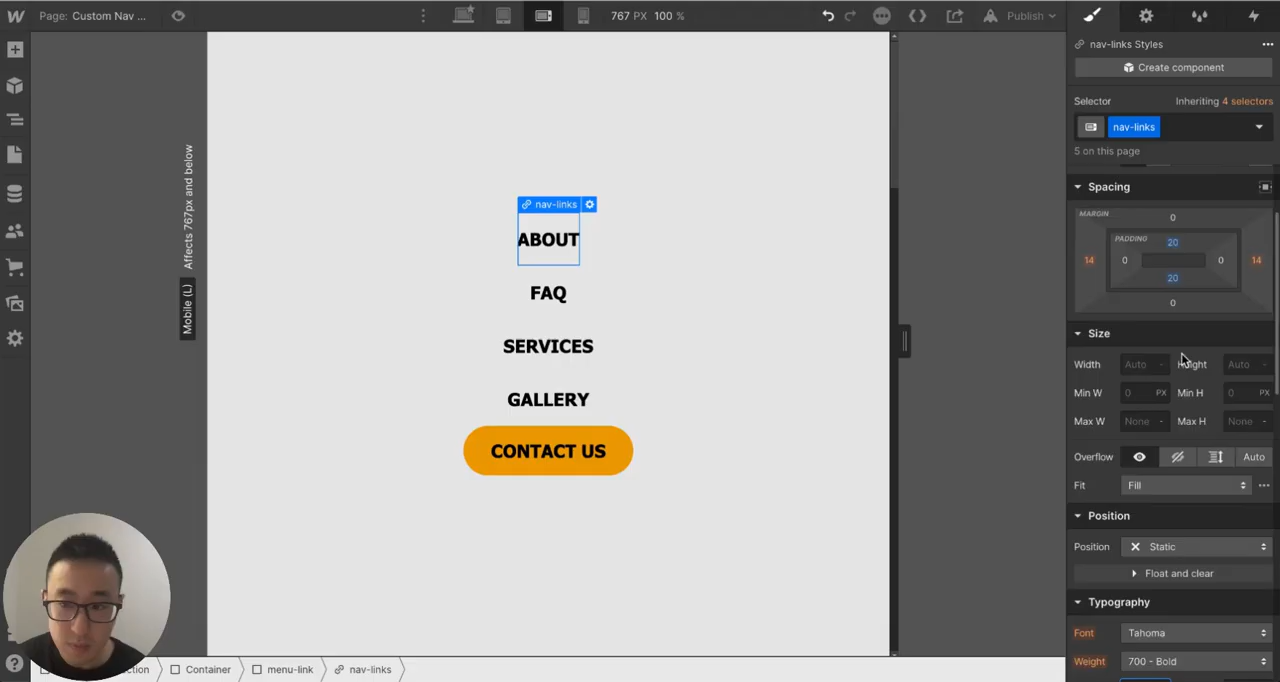 Page: Custom Nav ...
767 PX 100 %
Publish
nav-links Styles
Create component
Selector
Inheriting 4 selectors
nav-links
5 on this page
Spacing
MARGIN
0
PADDING
20
14
0
0
14
20
0
Size
Width
Auto
-
Height
Auto
-
Min W
0
PX
Min H
0
PX
Max W
None
-
Max H
None
-
Overflow
Auto
Fit
Fill
Position
Position
Static
Float and clear
Typography
Font
Tahoma
Weight
700 - Bold
Affects 767px and below
Mobile (L)
nav-links
ABOUT
FAQ
SERVICES
GALLERY
CONTACT US
Container
menu-link
nav-links